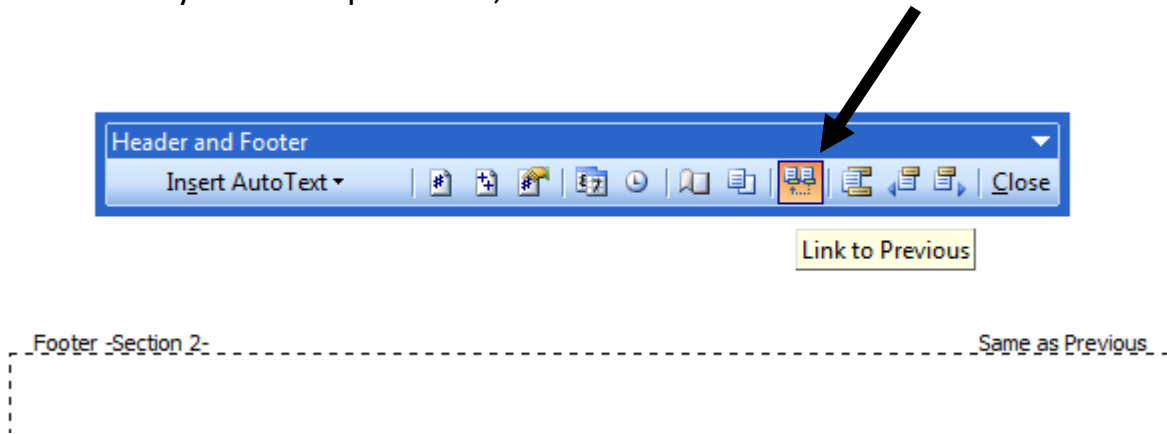 Header and Footer
Insert AutoText
Close
Link to Previous
Footer -Section 2-
Same as Previous